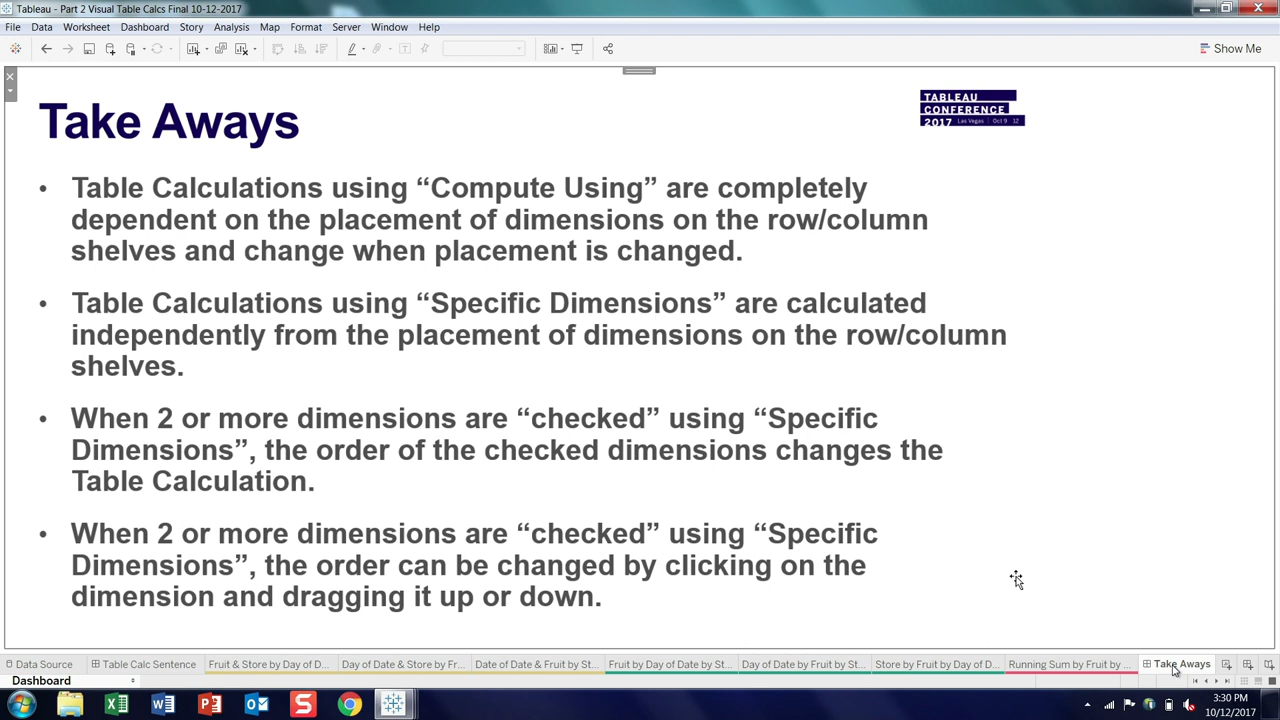 Tableau - Part 2 Visual Table Calcs Final 10-12-2017
File Data Worksheet Dashboard Story Analysis Map Format Server Window Help
Show Me
Take Aways
TABLEAU
CONFERENCE
2017 Las Vegas | Oct 9 12
• Table Calculations using “Compute Using” are completely
dependent on the placement of dimensions on the row/column
shelves and change when placement is changed.
• Table Calculations using “Specific Dimensions” are calculated
independently from the placement of dimensions on the row/column
shelves.
• When 2 or more dimensions are “checked” using “Specific
Dimensions”, the order of the checked dimensions changes the
Table Calculation.
• When 2 or more dimensions are “checked” using “Specific
Dimensions”, the order can be changed by clicking on the
dimension and dragging it up or down.
Data Source Table Calc Sentence Fruit & Store by Day of D... Day of Date & Store by Fr... Date of Date & Fruit by St... Fruit by Day of Date by St... Day of Date by Fruit by St... Store by Fruit by Day of D... Running Sum by Fruit by ... Take Aways
Dashboard
3:30 PM
10/12/2017